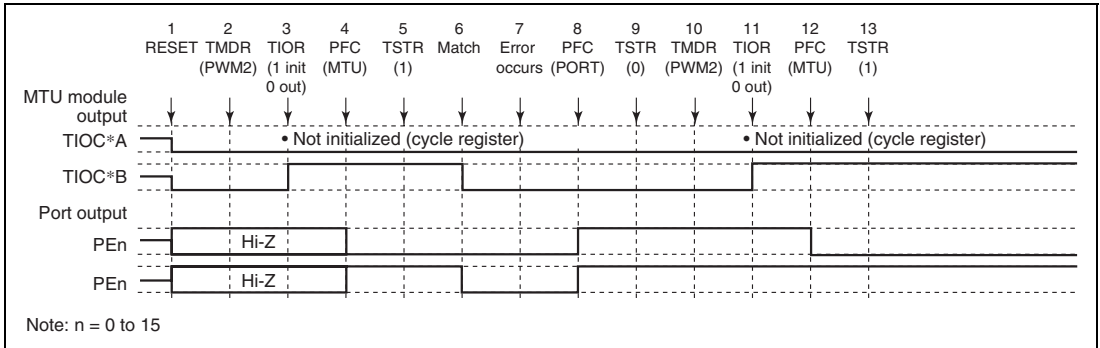 1 2 3 4 5 6 7 8 9 10 11 12 13
RESET TMDR TIOR PFC TSTR Match Error PFC TSTR TMDR TIOR PFC TSTR
(PWM2) (1 init (MTU) (1) occurs (PORT) (0) (PWM2) (1 init (MTU) (1)
0 out) 0 out)
MTU module
output
TIOC*A • Not initialized (cycle register) • Not initialized (cycle register)
TIOC*B
Port output
PEn Hi-Z
PEn Hi-Z
Note: n = 0 to 15